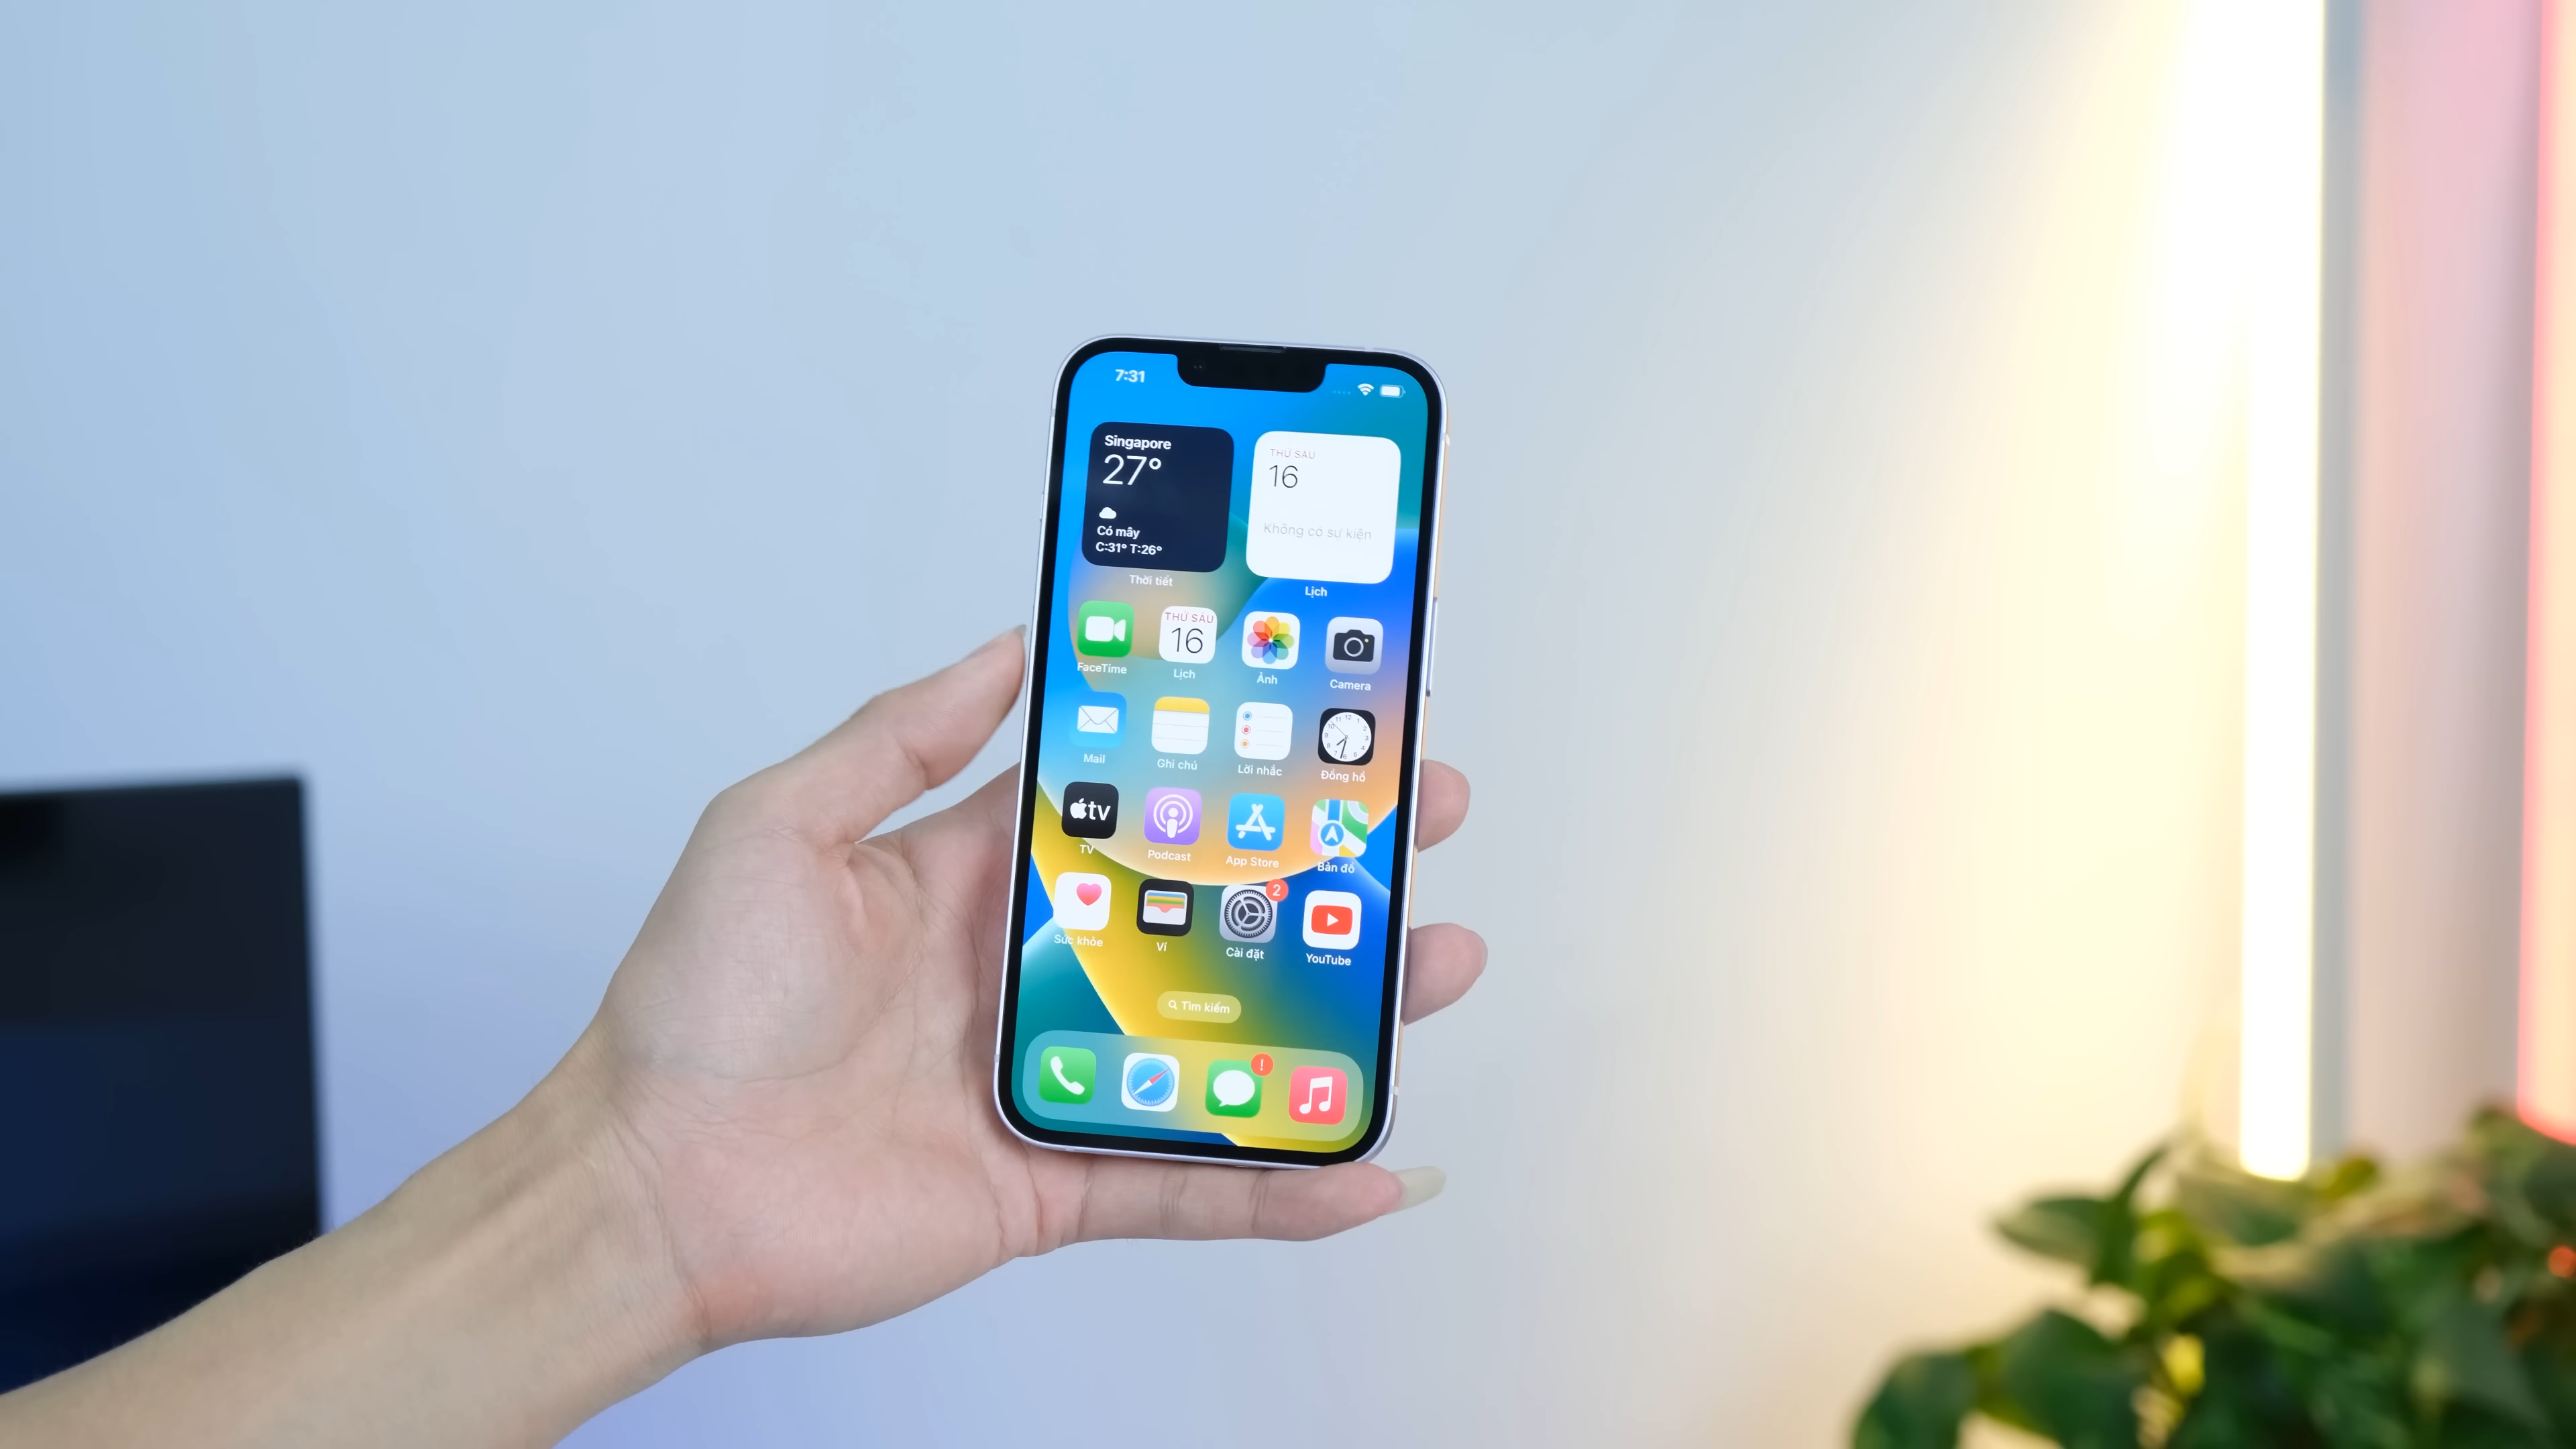 7:31
Singapore
27°
Có mây
C:31° T:26°
Thời tiết
THỨ SÁU
16
Không có sự kiện
Lịch
FaceTime
THỨ SÁU
16
Lịch
Ảnh
Camera
Mail
Ghi chú
Lời nhắc
Đồng hồ
tv
TV
Podcast
App Store
Bản đồ
Sức khỏe
Ví
2
Cài đặt
YouTube
Tìm kiếm
!